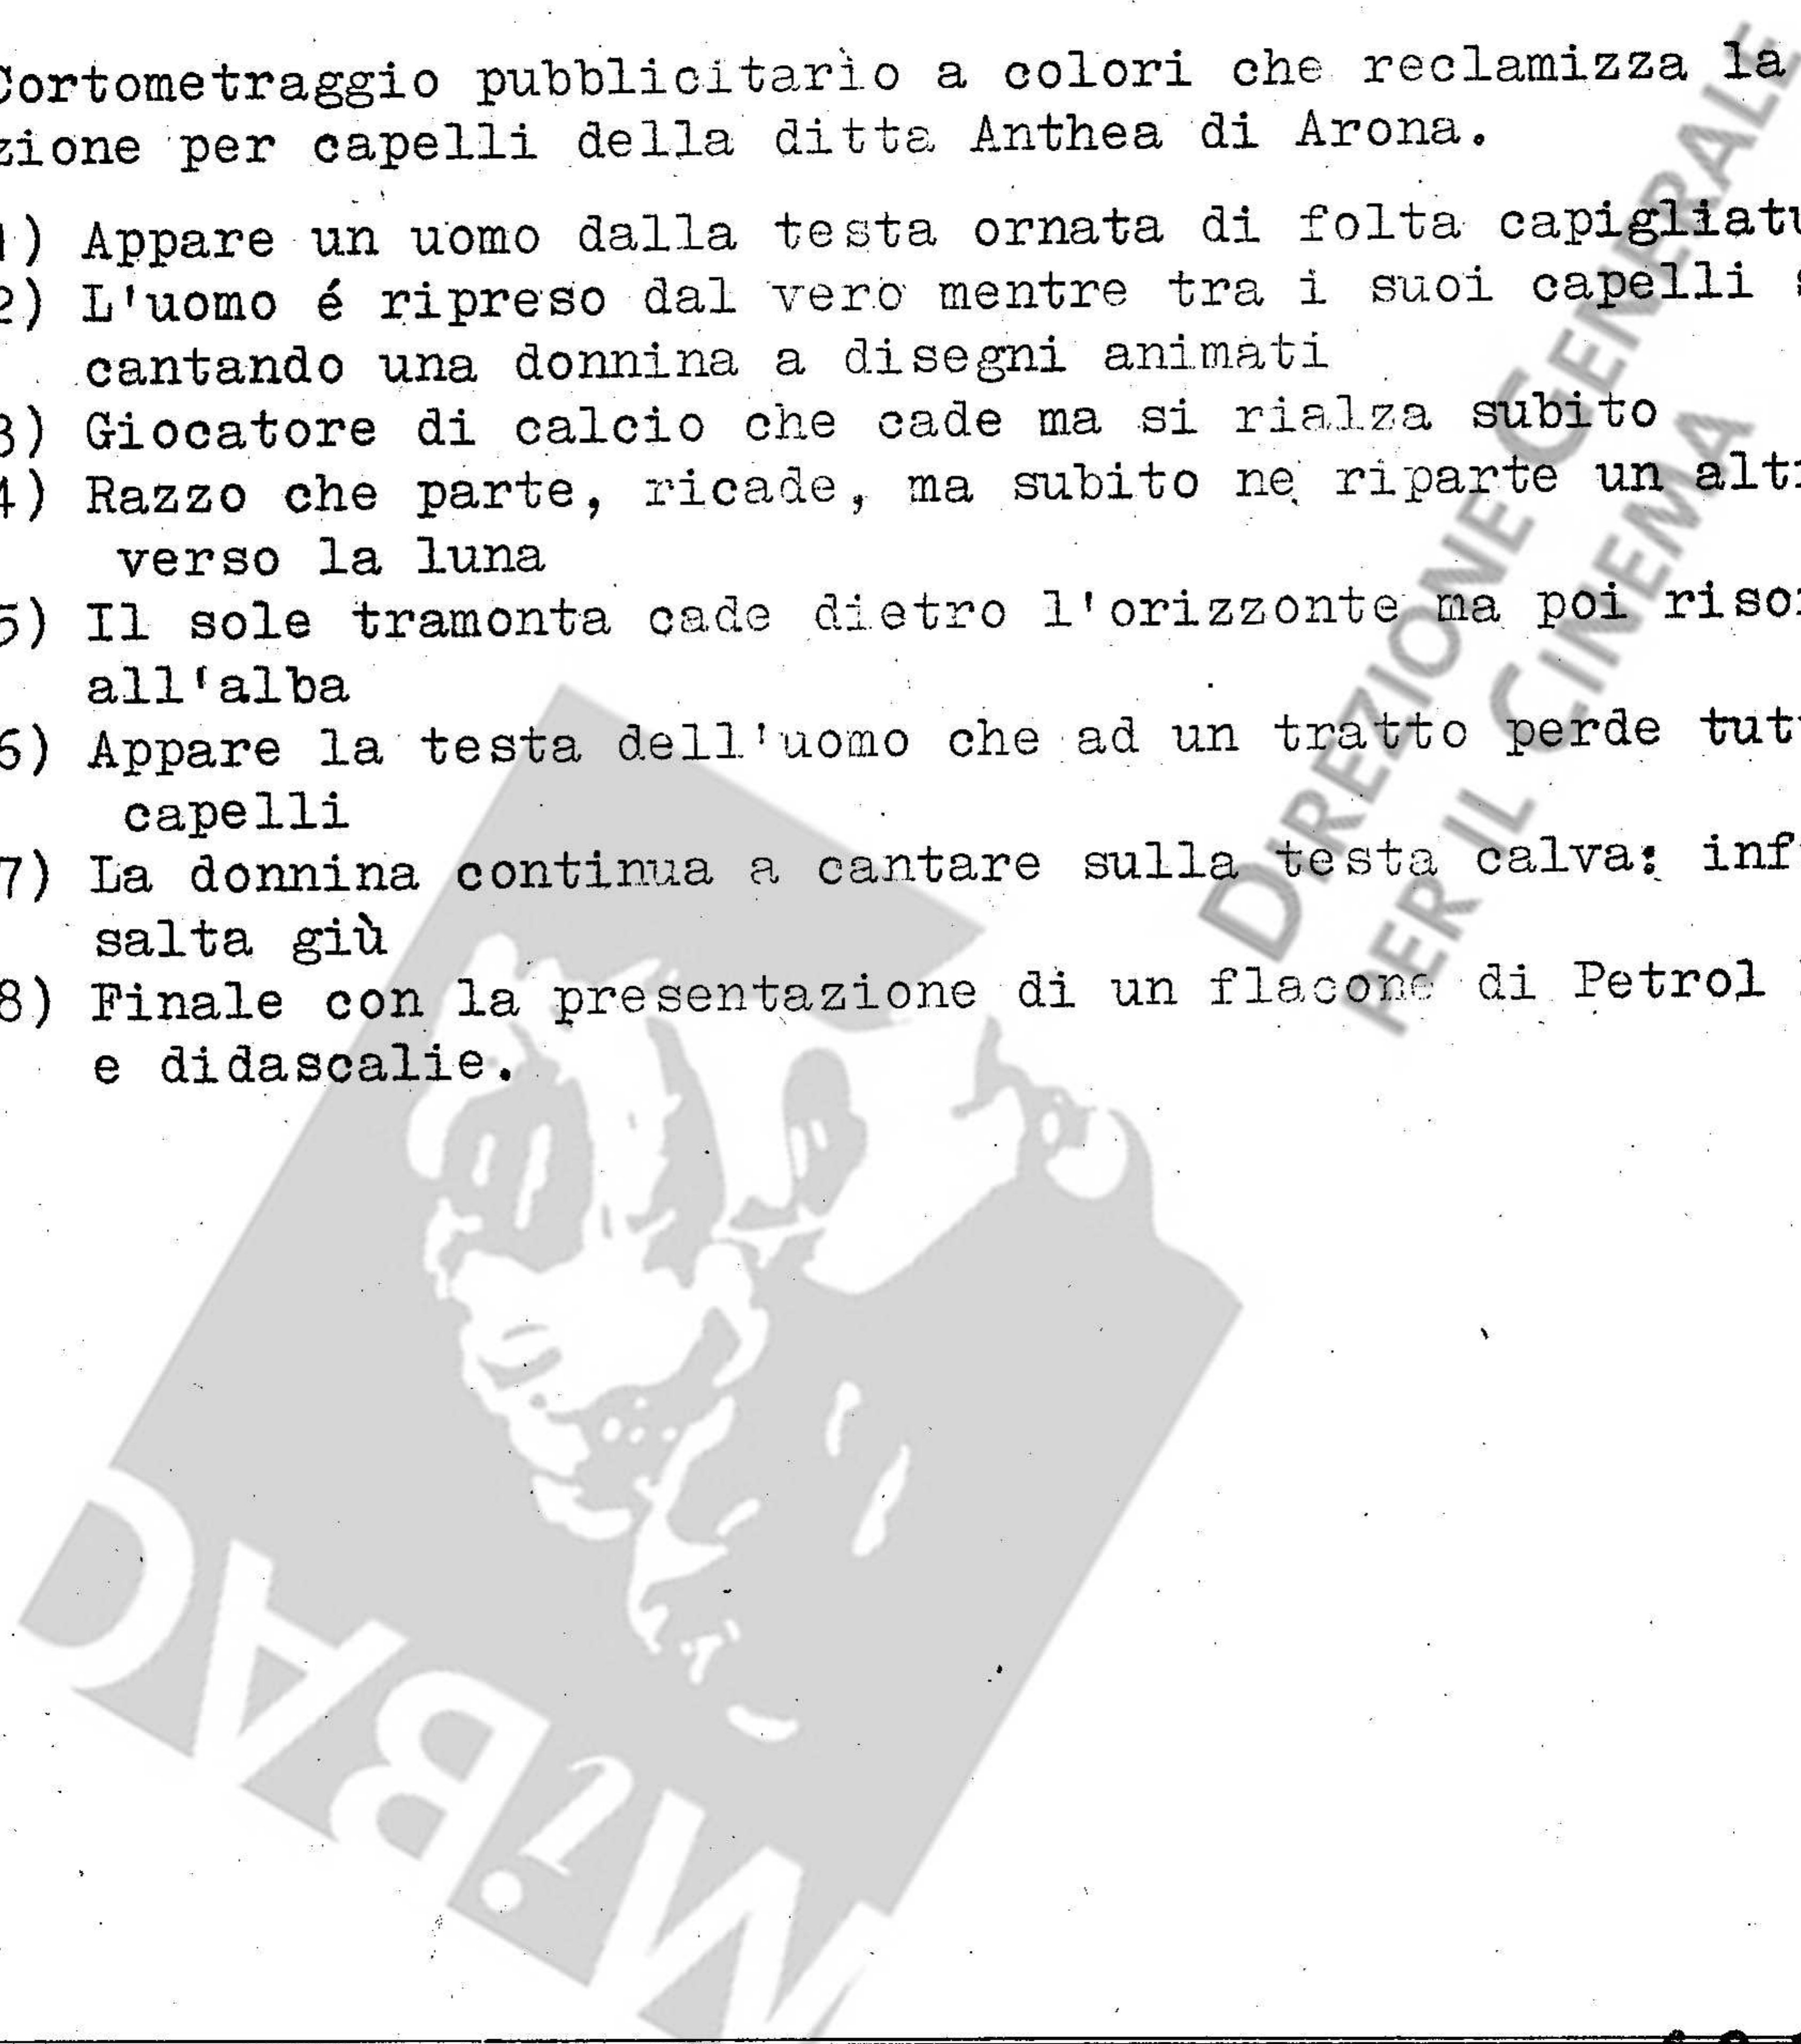 Cortometraggio pubblicitario a colori che reclamizza la
zione per capelli della ditta Anthea di Arona.
1) Appare un uomo dalla testa ornata di folta capigliatu
2) L'uomo é ripreso dal vero mentre tra i suoi capelli s
cantando una donnina a disegni animati
3) Giocatore di calcio che cade ma si rialza subito
4) Razzo che parte, ricade, ma subito ne riparte un alt
verso la luna
5) Il sole tramonta cade dietro l'orizzonte ma poi riso
all'alba
6) Appare la testa dell'uomo che ad un tratto perde tut
capelli
7) La donnina continua a cantare sulla testa calva: inf
salta giù
8) Finale con la presentazione di un flacone di Petrol
e didascalie.
DIREZIONE GENERALE
PER IL CINEMA
MiBAC